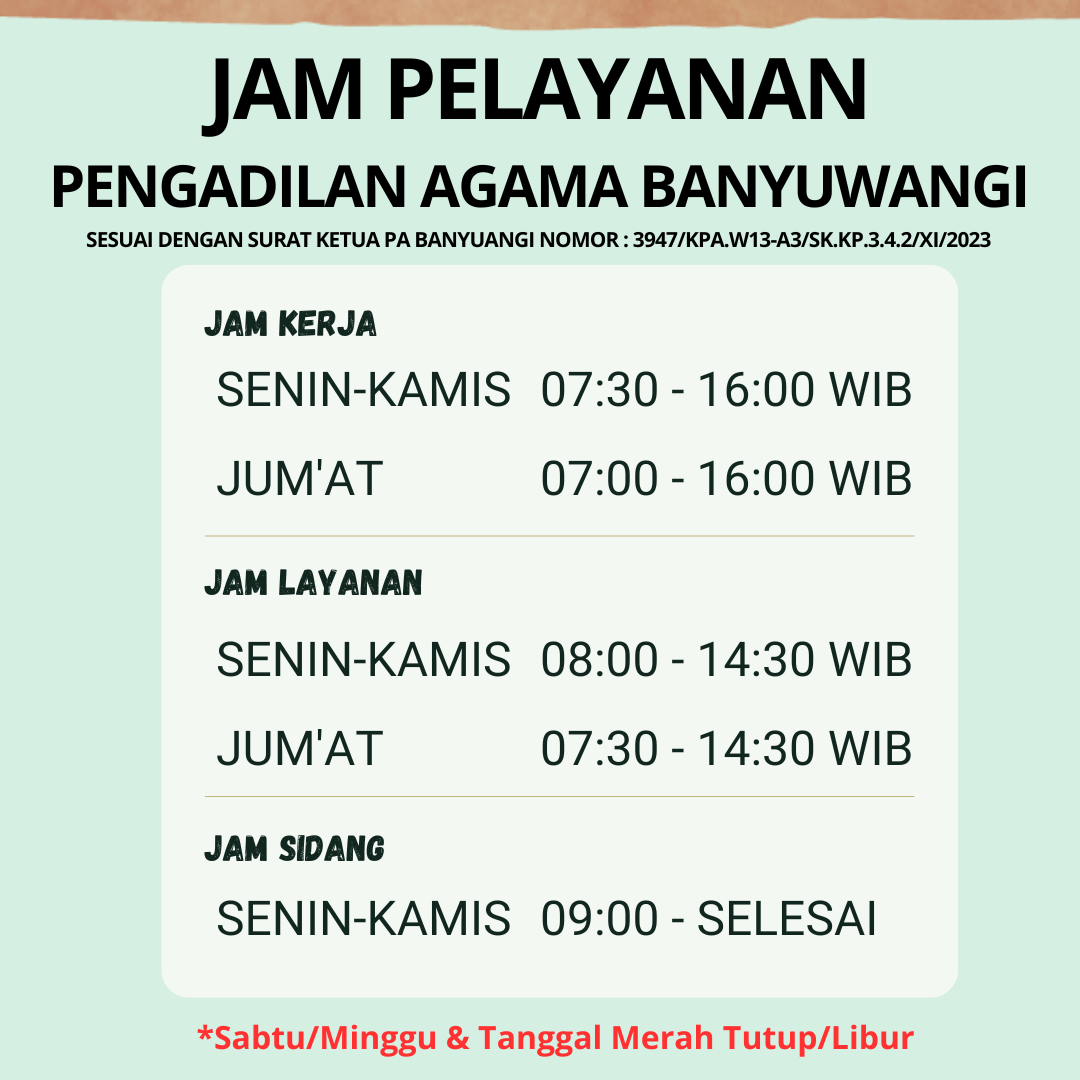 JAM PELAYANAN
PENGADILAN AGAMA BANYUWANGI
SESUAI DENGAN SURAT KETUA PA BANYUANGI NOMOR : 3947/KPA.W13-A3/SK.KP.3.4.2/XI/2023
JAM KERJA
SENIN-KAMIS 07:30 - 16:00 WIB
JUM'AT 07:00 - 16:00 WIB
JAM LAYANAN
SENIN-KAMIS 08:00 - 14:30 WIB
JUM'AT 07:30 - 14:30 WIB
JAM SIDANG
SENIN-KAMIS 09:00 - SELESAI
*Sabtu/Minggu & Tanggal Merah Tutup/Libur